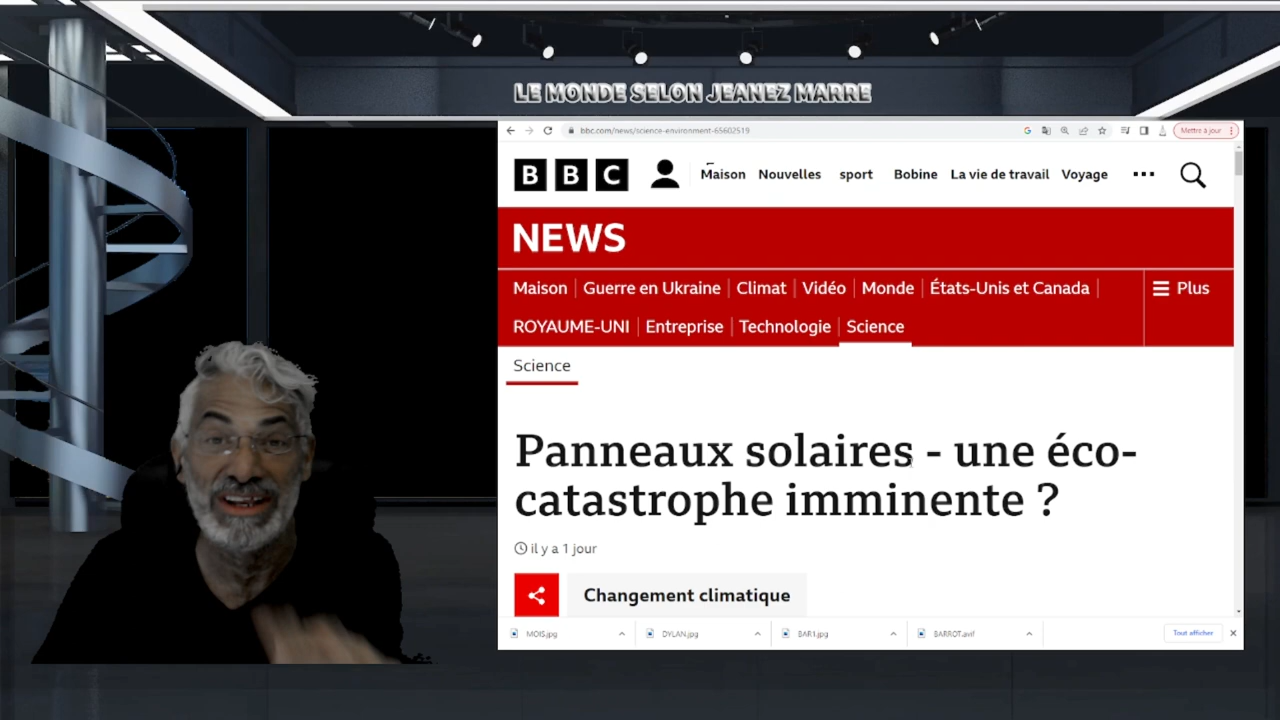 LE MONDE SELON JEANEZ MARRE
bbc.com/news/science-environment-65602519
Mettre à jour
BBC
Maison Nouvelles sport Bobine La vie de travail Voyage
NEWS
Maison Guerre en Ukraine Climat Vidéo Monde États-Unis et Canada
Plus
ROYAUME-UNI Entreprise Technologie Science
Science
Panneaux solaires - une éco-
catastrophe imminente ?
il y a 1 jour
Changement climatique
MOIS.jpg DYLAN.jpg BAR1.jpg BARROT.avif Tout afficher